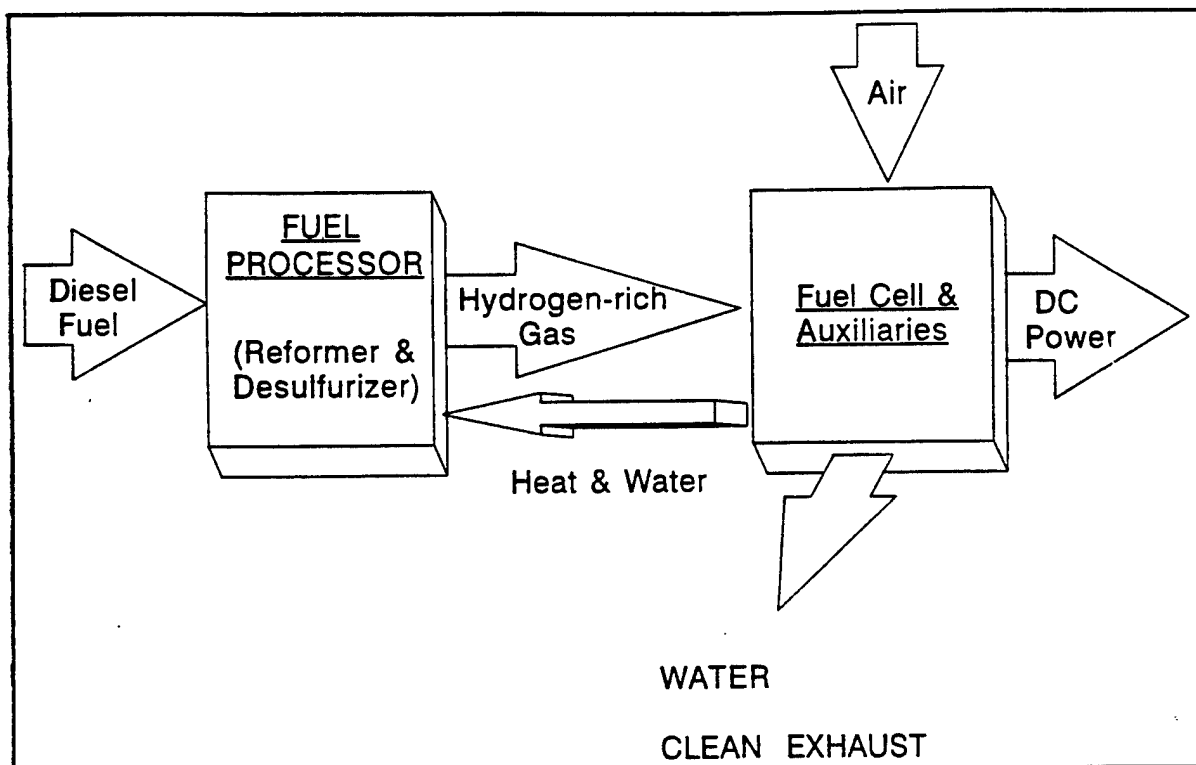 Air
Diesel
Fuel
FUEL
PROCESSOR
(Reformer &
Desulfurizer)
Hydrogen-rich
Gas
Fuel Cell &
Auxiliaries
DC
Power
Heat & Water
WATER
CLEAN EXHAUST